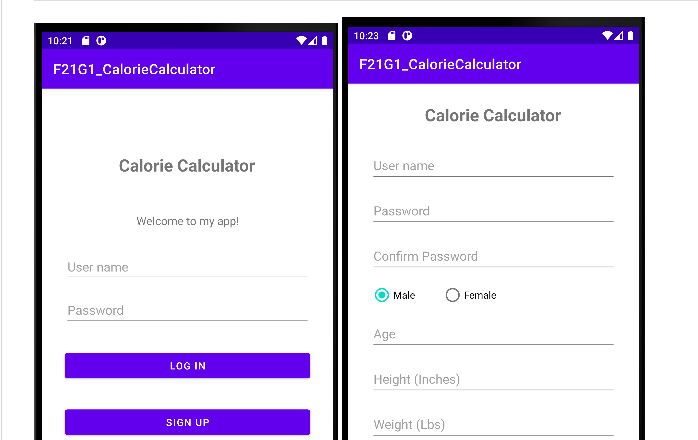 10:21
F21G1_CalorieCalculator
Calorie Calculator
Welcome to my app!
User name
Password
LOG IN
SIGN UP
10:23
F21G1_CalorieCalculator
Calorie Calculator
User name
Password
Confirm Password
Male Female
Age
Height (Inches)
Weight (Lbs)